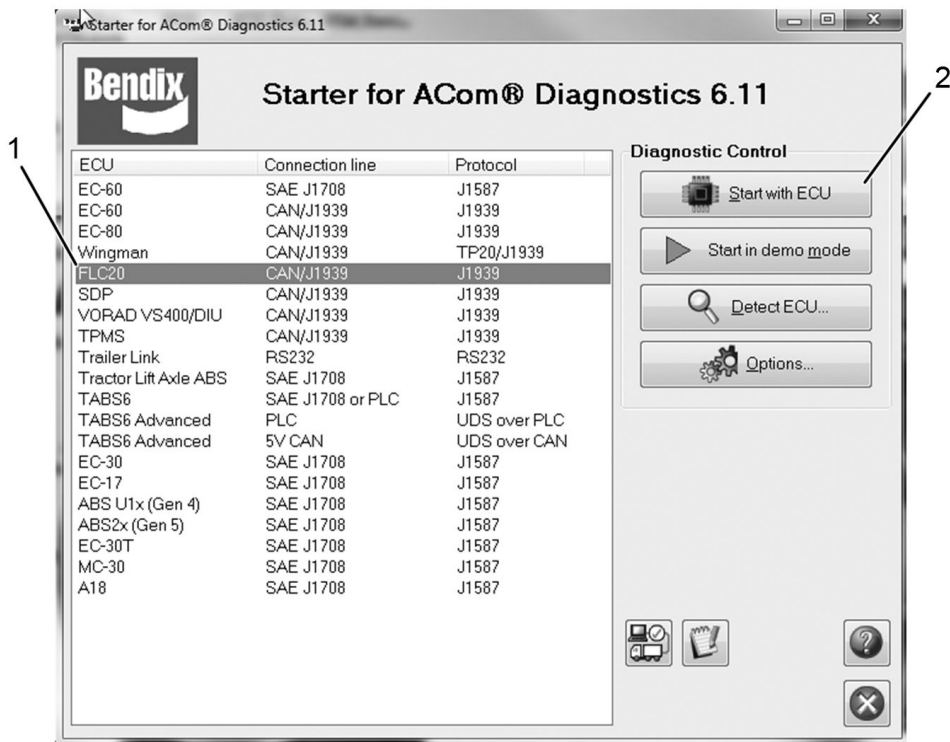 Starter for ACom® Diagnostics 6.11
Bendix
Starter for ACom® Diagnostics 6.11
2
1
ECU Connection line Protocol
EC-60 SAE J1708 J1587
EC-60 CAN/J1939 J1939
EC-80 CAN/J1939 J1939
Wingman CAN/J1939 TP20/J1939
FLC20 CAN/J1939 J1939
SDP CAN/J1939 J1939
VORAD VS400/DIU CAN/J1939 J1939
TPMS CAN/J1939 J1939
Trailer Link RS232 RS232
Tractor Lift Axle ABS SAE J1708 J1587
TABS6 SAE J1708 or PLC J1587
TABS6 Advanced PLC UDS over PLC
TABS6 Advanced 5V CAN UDS over CAN
EC-30 SAE J1708 J1587
EC-17 SAE J1708 J1587
ABS U1x (Gen 4) SAE J1708 J1587
ABS2x (Gen 5) SAE J1708 J1587
EC-30T SAE J1708 J1587
MC-30 SAE J1708 J1587
A18 SAE J1708 J1587
Diagnostic Control
Start with ECU
Start in demo mode
Detect ECU...
Options...